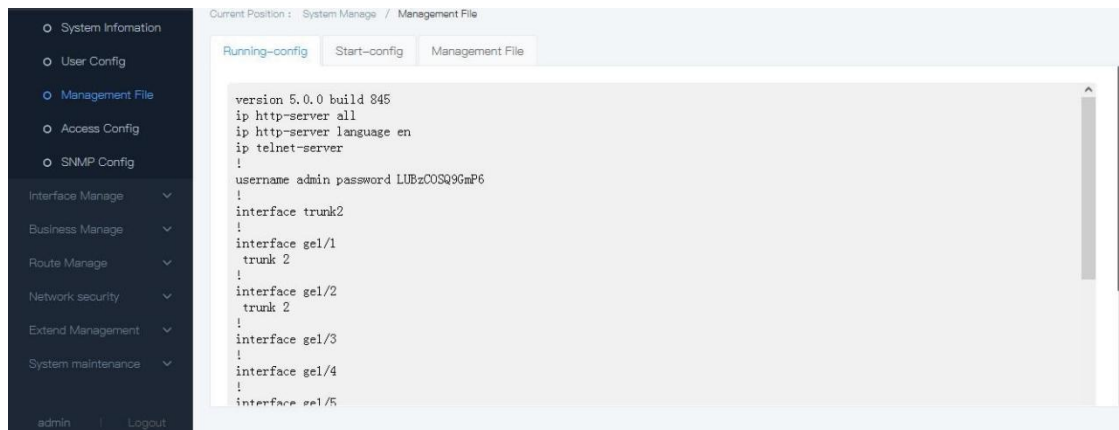 Current Position : System Manage / Management File
System Infomation
User Config
Management File
Access Config
SNMP Config
Interface Manage
Business Manage
Route Manage
Network security
Extend Management
System maintenance
admin | Logout
Running-config Start-config Management File
version 5.0.0 build 845
ip http-server all
ip http-server language en
ip telnet-server
!
username admin password LUBzCOSQ9GmP6
!
interface trunk2
!
interface ge1/1
trunk 2
!
interface ge1/2
trunk 2
!
interface ge1/3
!
interface ge1/4
!
interface ge1/5